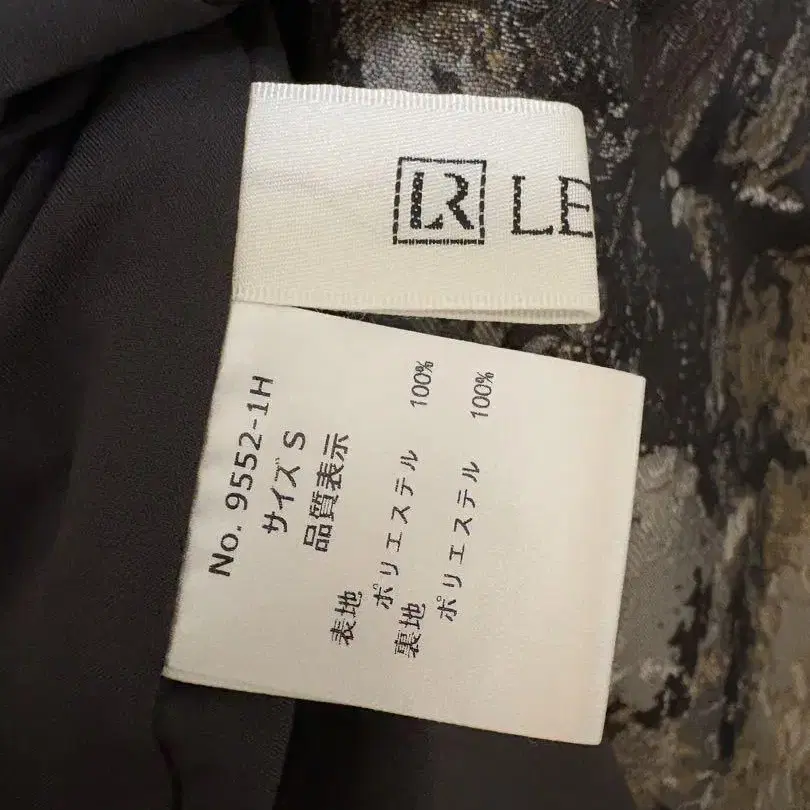 LR LE
No. 9552-1H
サイズ S
品質表示
表地
ポリエステル 100%
裏地
ポリエステル 100%